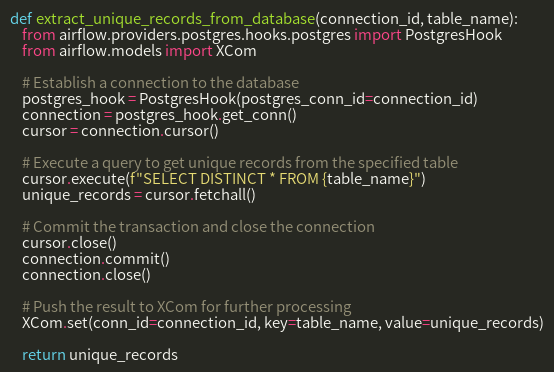 def extract_unique_records_from_database(connection_id, table_name):
from airflow.providers.postgres.hooks.postgres import PostgresHook
from airflow.models import XCom
# Establish a connection to the database
postgres_hook = PostgresHook(postgres_conn_id=connection_id)
connection = postgres_hook.get_conn()
cursor = connection.cursor()
# Execute a query to get unique records from the specified table
cursor.execute(f"SELECT DISTINCT * FROM {table_name}")
unique_records = cursor.fetchall()
# Commit the transaction and close the connection
cursor.close()
connection.commit()
connection.close()
# Push the result to XCom for further processing
XCom.set(conn_id=connection_id, key=table_name, value=unique_records)
return unique_records